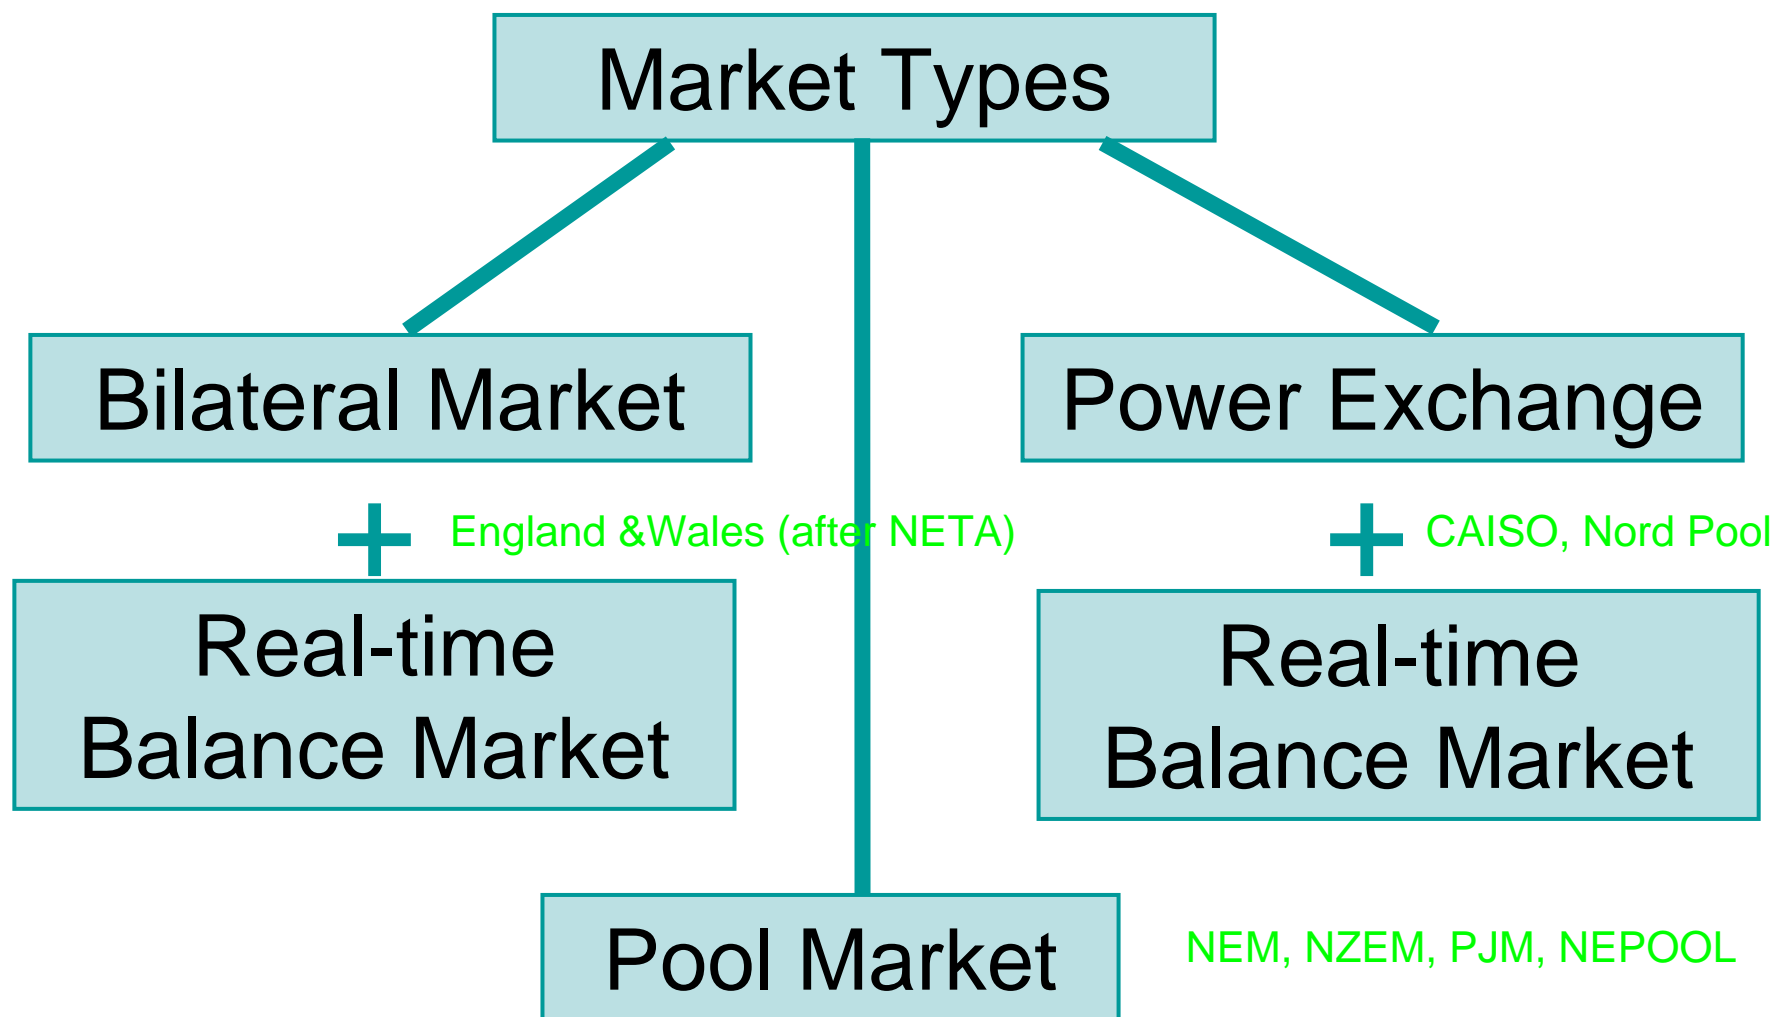 Market Types
Bilateral Market
Power Exchange
+ England &Wales (after NETA)
+ CAISO, Nord Pool
Real-time
Balance Market
Real-time
Balance Market
Pool Market
NEM, NZEM, PJM, NEPOOL